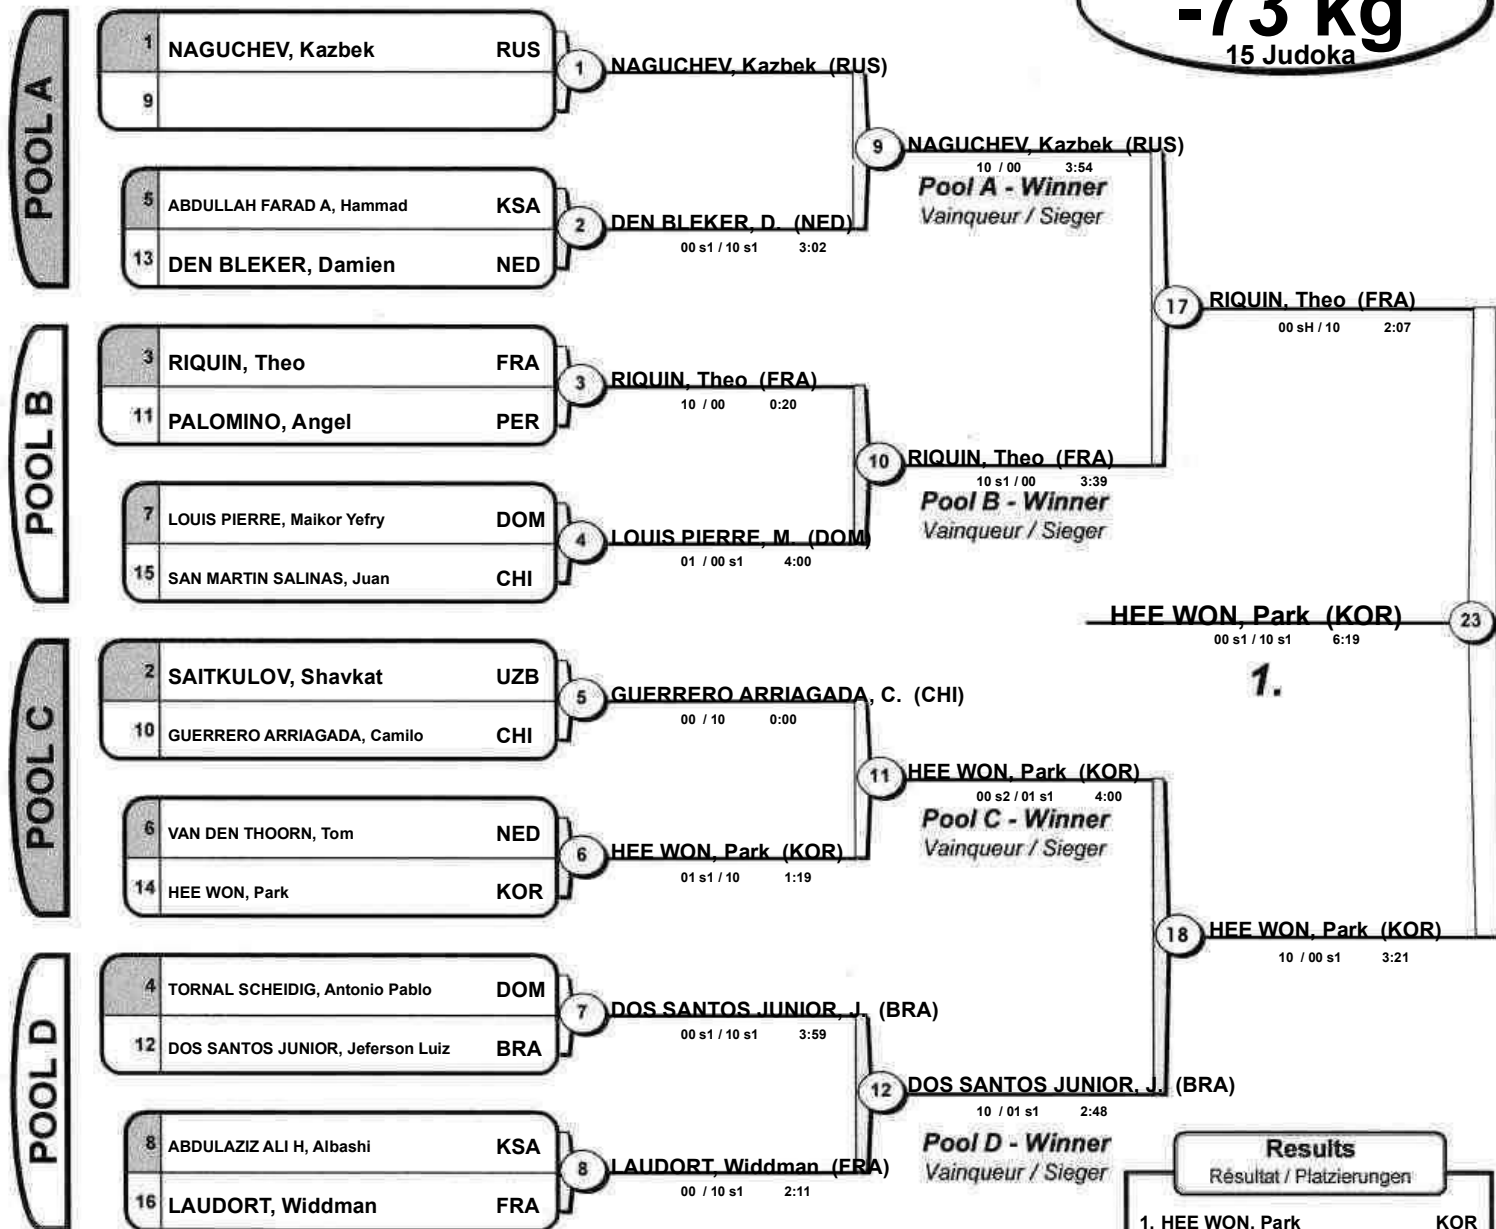 -73 kg
15 Judoka
POOL A
1 NAGUCHEV, Kazbek RUS
9
1 NAGUCHEV, Kazbek (RUS)
5 ABDULLAH FARAD A, Hammad KSA
13 DEN BLEKER, Damien NED
2 DEN BLEKER, D. (NED)
00 s1 / 10 s1 3:02
9 NAGUCHEV, Kazbek (RUS)
10 / 00 3:54
Pool A - Winner
Vainqueur / Sieger
POOL B
3 RIQUIN, Theo FRA
11 PALOMINO, Angel PER
3 RIQUIN, Theo (FRA)
10 / 00 0:20
7 LOUIS PIERRE, Maikor Yefry DOM
15 SAN MARTIN SALINAS, Juan CHI
4 LOUIS PIERRE, M. (DOM)
01 / 00 s1 4:00
10 RIQUIN, Theo (FRA)
10 s1 / 00 3:39
Pool B - Winner
Vainqueur / Sieger
17 RIQUIN, Theo (FRA)
00 sH / 10 2:07
HEE WON, Park (KOR) 23
00 s1 / 10 s1 6:19
1.
POOL C
2 SAITKULOV, Shavkat UZB
10 GUERRERO ARRIAGADA, Camilo CHI
5 GUERRERO ARRIAGADA, C. (CHI)
00 / 10 0:00
6 VAN DEN THOORN, Tom NED
14 HEE WON, Park KOR
6 HEE WON, Park (KOR)
01 s1 / 10 1:19
11 HEE WON, Park (KOR)
00 s2 / 01 s1 4:00
Pool C - Winner
Vainqueur / Sieger
18 HEE WON, Park (KOR)
10 / 00 s1 3:21
POOL D
4 TORNAL SCHEIDIG, Antonio Pablo DOM
12 DOS SANTOS JUNIOR, Jeferson Luiz BRA
7 DOS SANTOS JUNIOR, J. (BRA)
00 s1 / 10 s1 3:59
8 ABDULAZIZ ALI H, Albashi KSA
16 LAUDORT, Widdman FRA
8 LAUDORT, Widdman (FRA)
00 / 10 s1 2:11
12 DOS SANTOS JUNIOR, J. (BRA)
10 / 01 s1 2:48
Pool D - Winner
Vainqueur / Sieger
Results
Résultat / Platzierungen
1. HEE WON, Park KOR